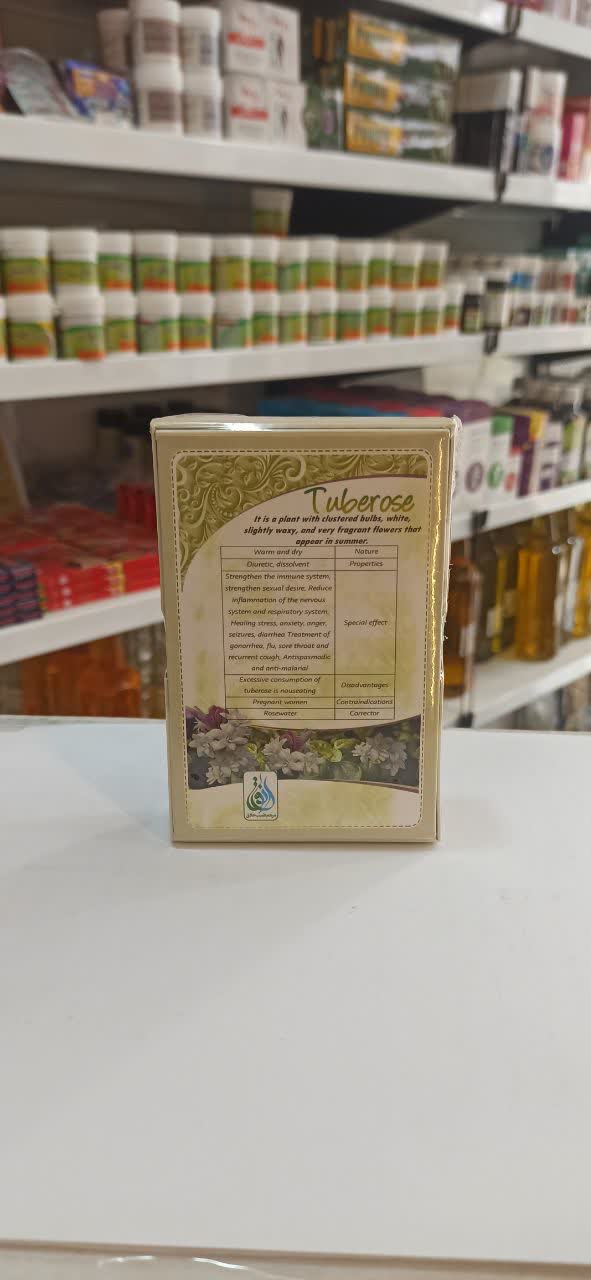 Tuberose
It is a plant with clustered bulbs, white,
slightly waxy, and very fragrant flowers that
appear in summer.
Warm and dry Nature
Diuretic, dissolvent Properties
Strengthen the immune system,
strengthen sexual desire, Reduce
inflammation of the nervous
system and respiratory system,
Healing stress, anxiety, anger,
seizures, diarrhea Treatment of
gonorrhea, flu, sore throat and
recurrent cough, Antispasmodic
and anti-malarial
Special effect
Excessive consumption of
tuberose is nauseating
Disadvantages
Pregnant women Contraindications
Rosewater Corrector